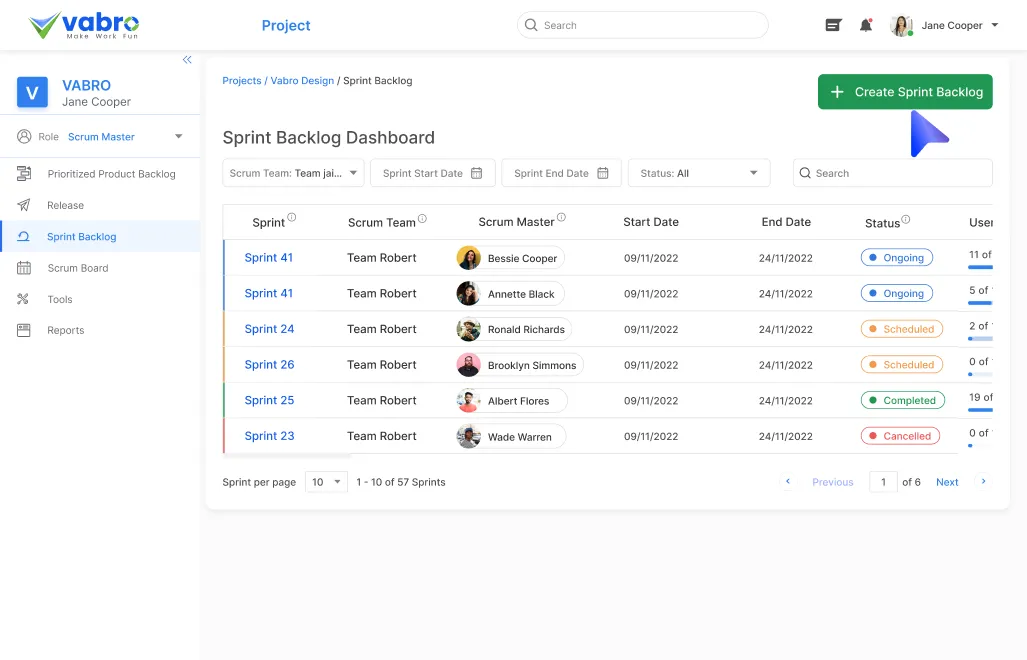 vabro
Make Work Fun
Project
Search
Jane Cooper
V
VABRO
Jane Cooper
Role Scrum Master
Prioritized Product Backlog
Release
Sprint Backlog
Scrum Board
Tools
Reports
Projects / Vabro Design / Sprint Backlog
Create Sprint Backlog
Sprint Backlog Dashboard
Scrum Team: Team jai... Sprint Start Date Sprint End Date Status: All Search
Sprint Scrum Team Scrum Master Start Date End Date Status User
Sprint 41 Team Robert Bessie Cooper 09/11/2022 24/11/2022 Ongoing 11 of
Sprint 41 Team Robert Annette Black 09/11/2022 24/11/2022 Ongoing 5 of
Sprint 24 Team Robert Ronald Richards 09/11/2022 24/11/2022 Scheduled 2 of
Sprint 26 Team Robert Brooklyn Simmons 09/11/2022 24/11/2022 Scheduled 0 of
Sprint 25 Team Robert Albert Flores 09/11/2022 24/11/2022 Completed 19 of
Sprint 23 Team Robert Wade Warren 09/11/2022 24/11/2022 Cancelled 0 of
Sprint per page 10 1 - 10 of 57 Sprints Previous 1 of 6 Next